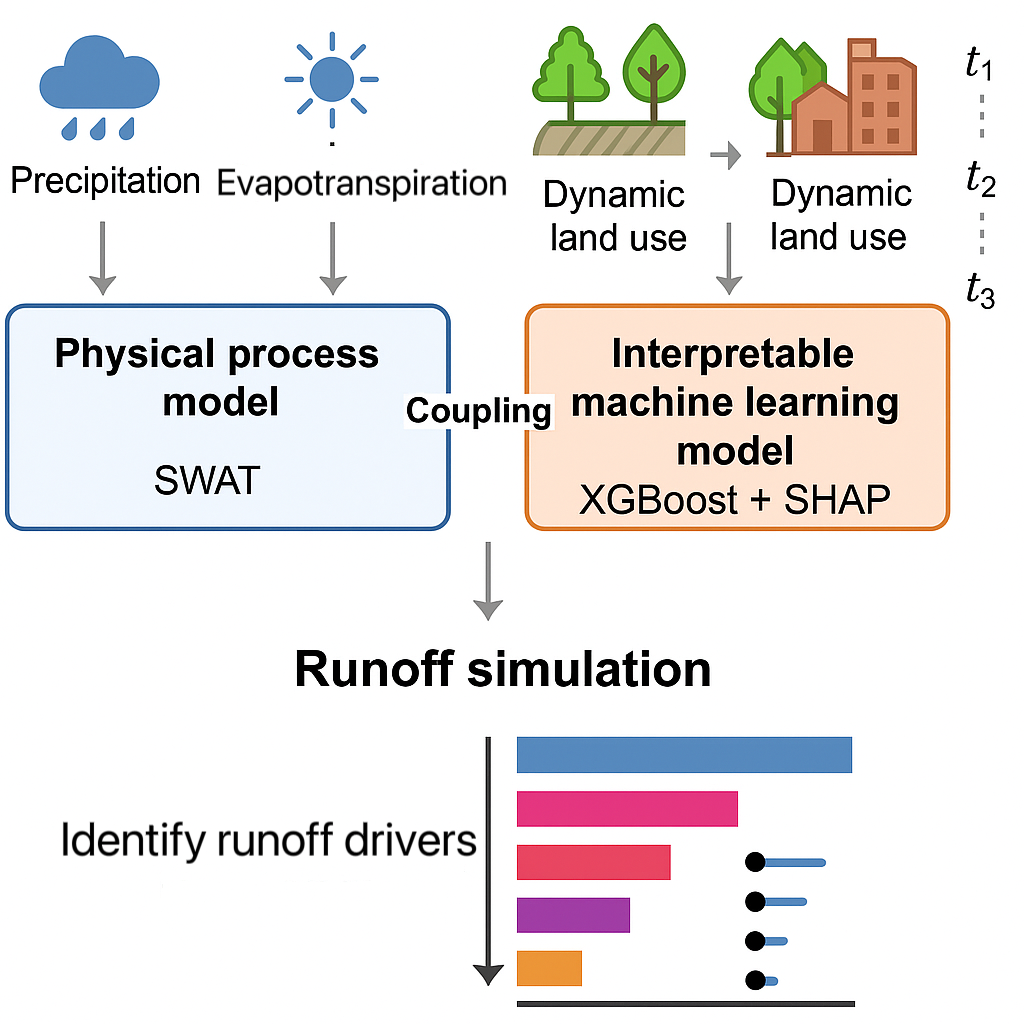 Precipitation
Evapotranspiration
Dynamic
land use
Dynamic
land use
t1
t2
t3
Physical process
model
SWAT
Coupling
Interpretable
machine learning
model
XGBoost + SHAP
Runoff simulation
Identify runoff drivers